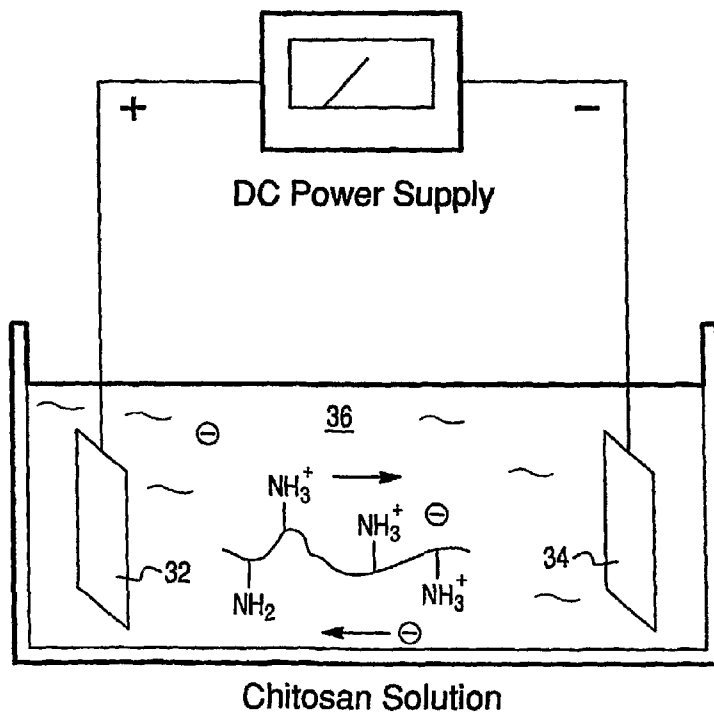 + −
DC Power Supply
36
⊖
NH₃⁺
NH₃⁺ ⊖
32
34
NH₂
NH₃⁺
⊖
Chitosan Solution